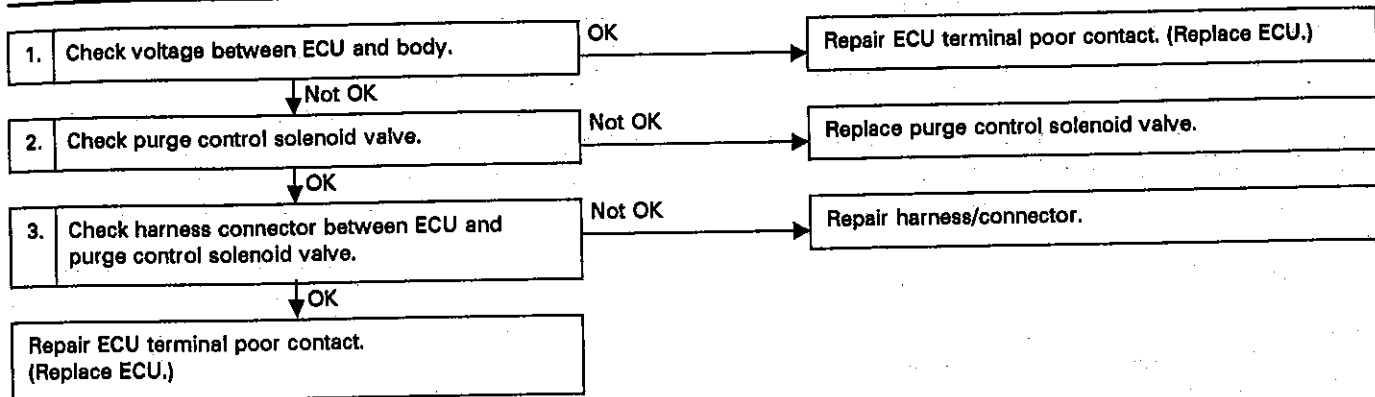 1. Check voltage between ECU and body.
OK
Repair ECU terminal poor contact. (Replace ECU.)
Not OK
2. Check purge control solenoid valve.
Not OK
Replace purge control solenoid valve.
OK
3. Check harness connector between ECU and
purge control solenoid valve.
Not OK
Repair harness/connector.
OK
Repair ECU terminal poor contact.
(Replace ECU.)